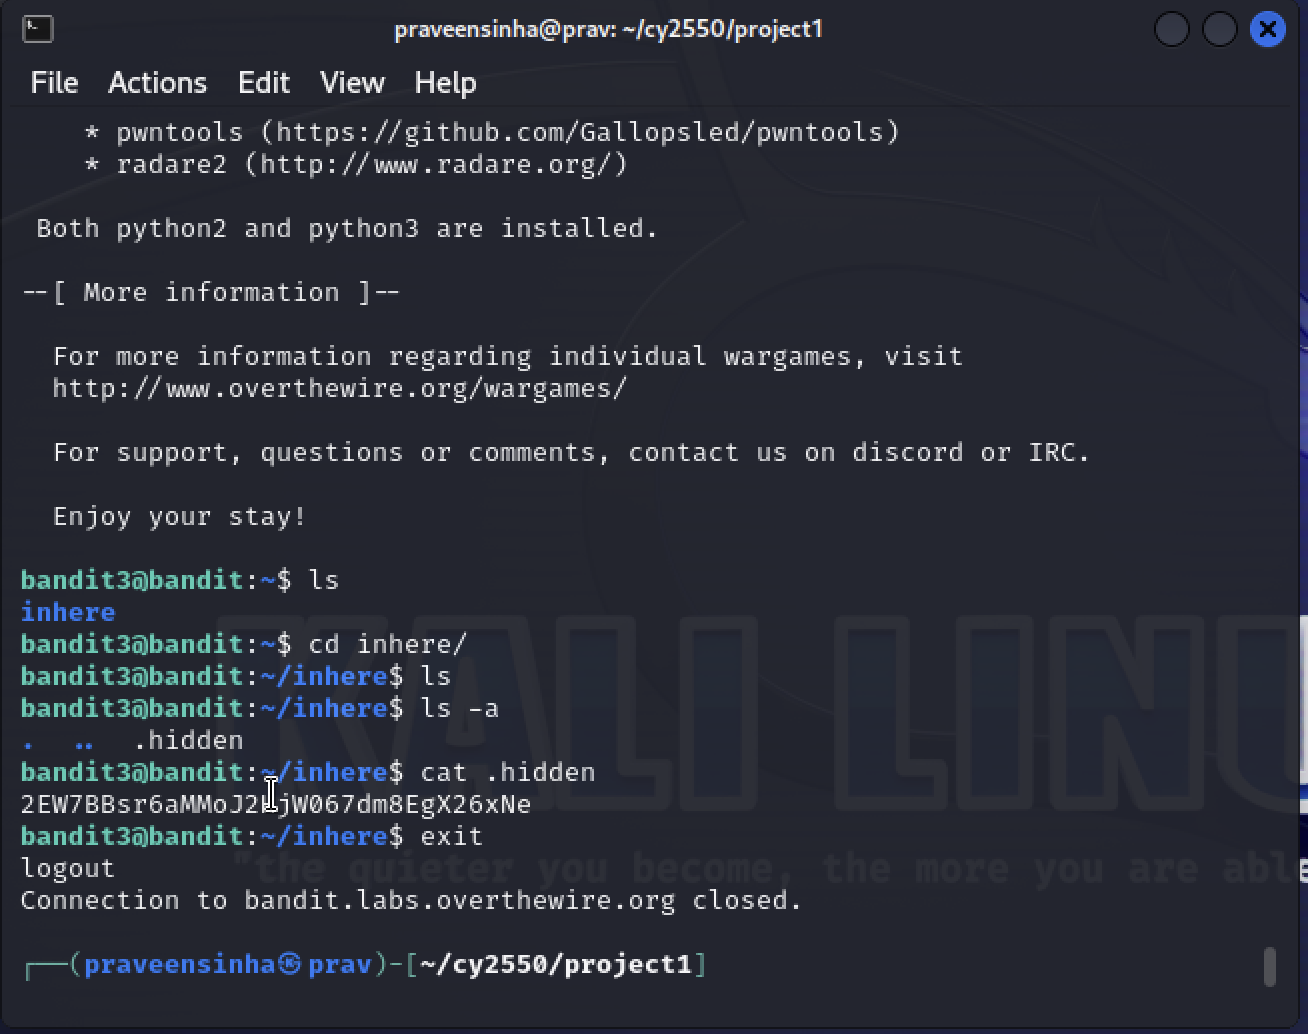 praveensinha@prav: ~/cy2550/project1
File Actions Edit View Help
* pwntools (https://github.com/Gallopsled/pwntools)
* radare2 (http://www.radare.org/)
Both python2 and python3 are installed.
--[ More information ]--
For more information regarding individual wargames, visit
http://www.overthewire.org/wargames/
For support, questions or comments, contact us on discord or IRC.
Enjoy your stay!
bandit3@bandit:~$ ls
inhere
bandit3@bandit:~$ cd inhere/
bandit3@bandit:~/inhere$ ls
bandit3@bandit:~/inhere$ ls -a
. .. .hidden
bandit3@bandit:~/inhere$ cat .hidden
bandit3@bandit:~/inhere$ exit
logout
Connection to bandit.labs.overthewire.org closed.
┌──(praveensinha㉿prav)-[~/cy2550/project1]
KALI LINU
"the quieter you become, the more you are able